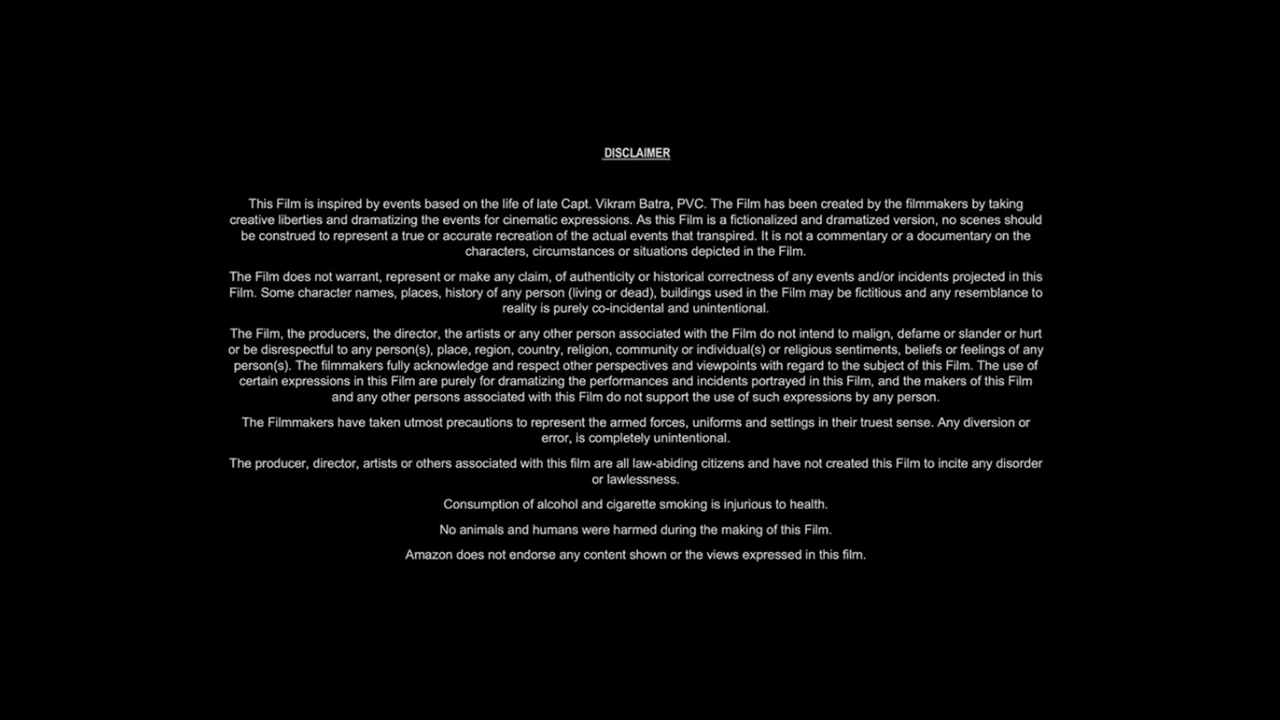 DISCLAIMER
This Film is inspired by events based on the life of late Capt. Vikram Batra, PVC. The Film has been created by the filmmakers by taking
creative liberties and dramatizing the events for cinematic expressions. As this Film is a fictionalized and dramatized version, no scenes should
be construed to represent a true or accurate recreation of the actual events that transpired. It is not a commentary or a documentary on the
characters, circumstances or situations depicted in the Film.
The Film does not warrant, represent or make any claim, of authenticity or historical correctness of any events and/or incidents projected in this
Film. Some character names, places, history of any person (living or dead), buildings used in the Film may be fictitious and any resemblance to
reality is purely co-incidental and unintentional.
The Film, the producers, the director, the artists or any other person associated with the Film do not intend to malign, defame or slander or hurt
or be disrespectful to any person(s), place, region, country, religion, community or individual(s) or religious sentiments, beliefs or feelings of any
person(s). The filmmakers fully acknowledge and respect other perspectives and viewpoints with regard to the subject of this Film. The use of
certain expressions in this Film are purely for dramatizing the performances and incidents portrayed in this Film, and the makers of this Film
and any other persons associated with this Film do not support the use of such expressions by any person.
The Filmmakers have taken utmost precautions to represent the armed forces, uniforms and settings in their truest sense. Any diversion or
error, is completely unintentional.
The producer, director, artists or others associated with this film are all law-abiding citizens and have not created this Film to incite any disorder
or lawlessness.
Consumption of alcohol and cigarette smoking is injurious to health.
No animals and humans were harmed during the making of this Film.
Amazon does not endorse any content shown or the views expressed in this film.